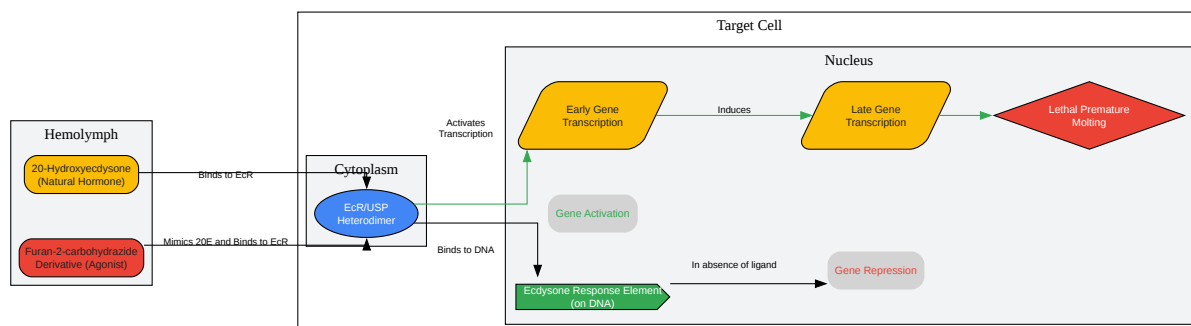 Target Cell
Nucleus
Hemolymph
20-Hydroxyecdysone
(Natural Hormone)
Furan-2-carbohydrazide
Derivative (Agonist)
Binds to EcR
Mimics 20E and Binds to EcR
Cytoplasm
EcR/USP
Heterodimer
Activates
Transcription
Binds to DNA
Early Gene
Transcription
Induces
Late Gene
Transcription
Lethal Premature
Molting
Gene Activation
Ecdysone Response Element
(on DNA)
In absence of ligand
Gene Repression